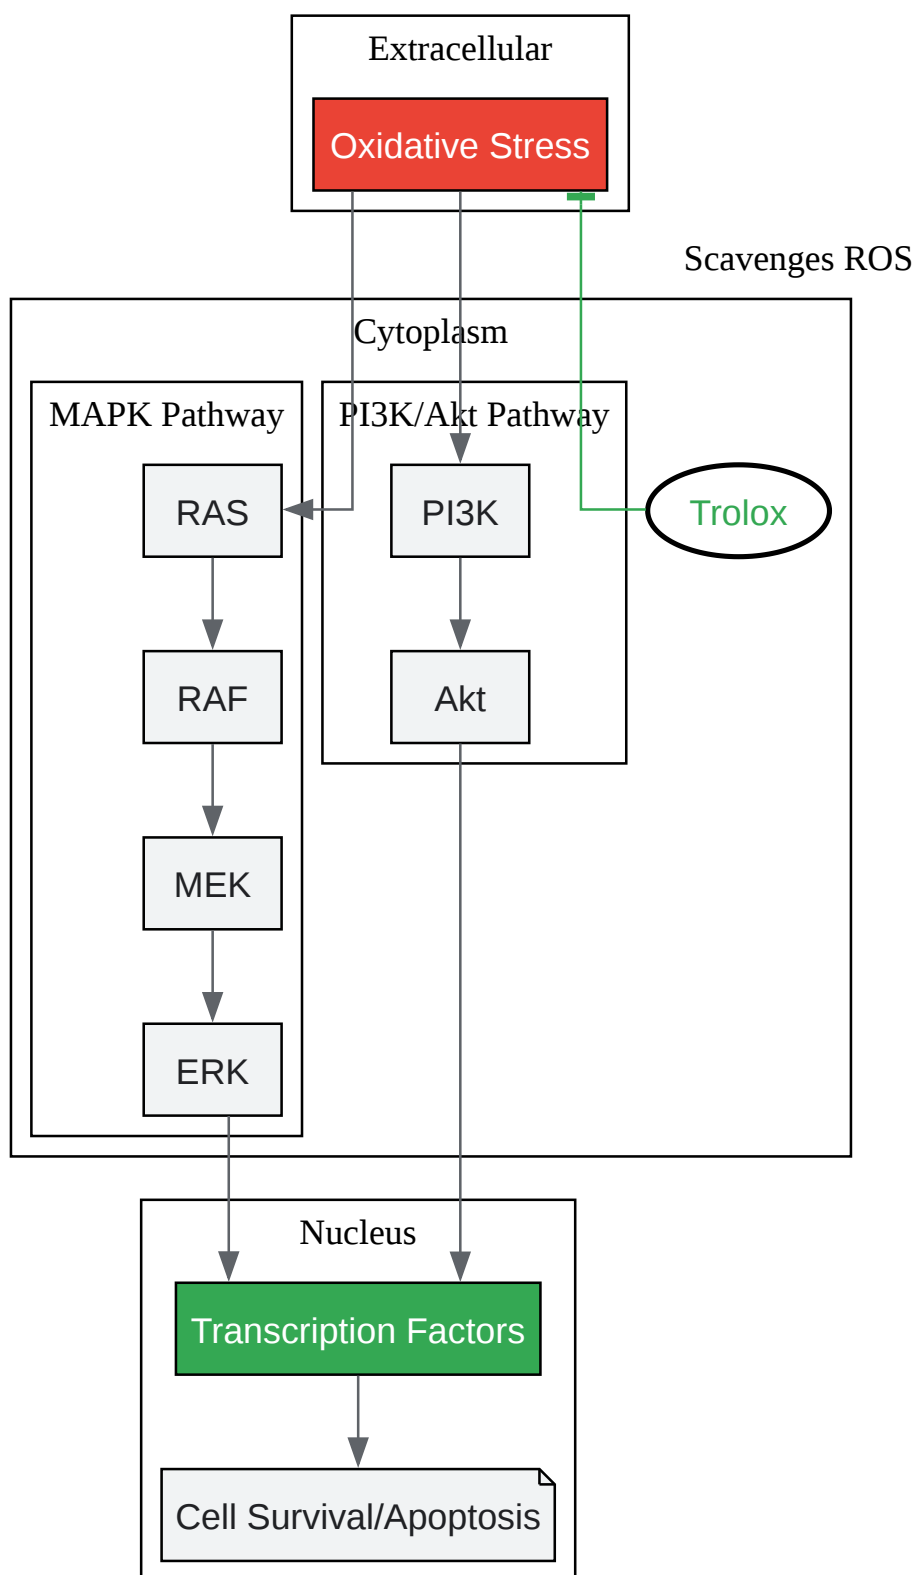 Extracellular
Oxidative Stress
Scavenges ROS
Cytoplasm
MAPK Pathway
PI3K/Akt Pathway
RAS
PI3K
Trolox
RAF
Akt
MEK
ERK
Nucleus
Transcription Factors
Cell Survival/Apoptosis